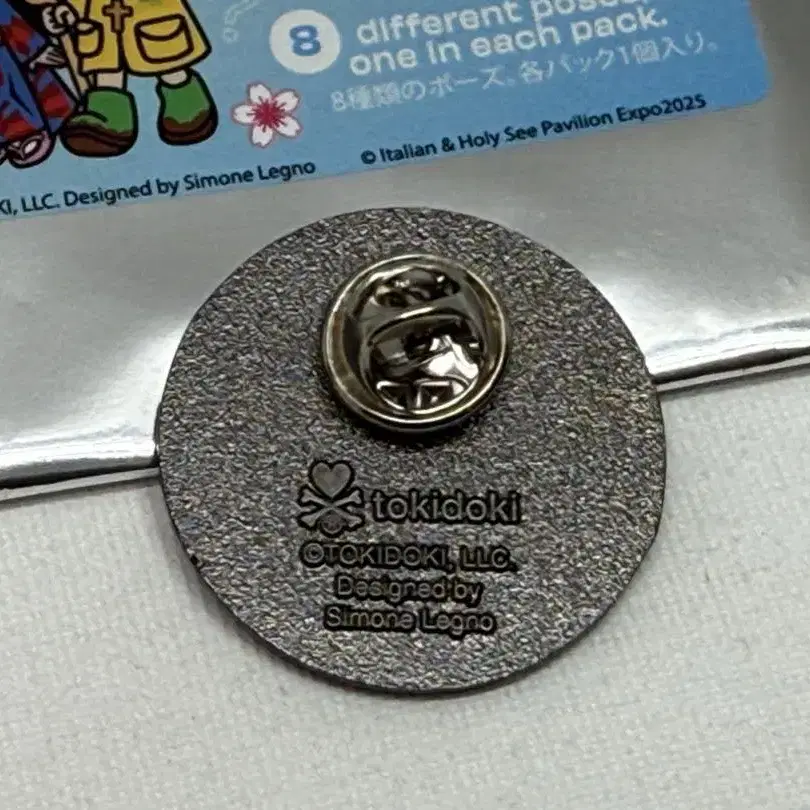 8
different
one in each pack.
8種類のポーズ。各パック1個入り。
© Italian & Holy See Pavilion Expo2025
LLC. Designed by Simone Legno
tokidoki
©TOKIDOKI, LLC.
Designed by
Simone Legno